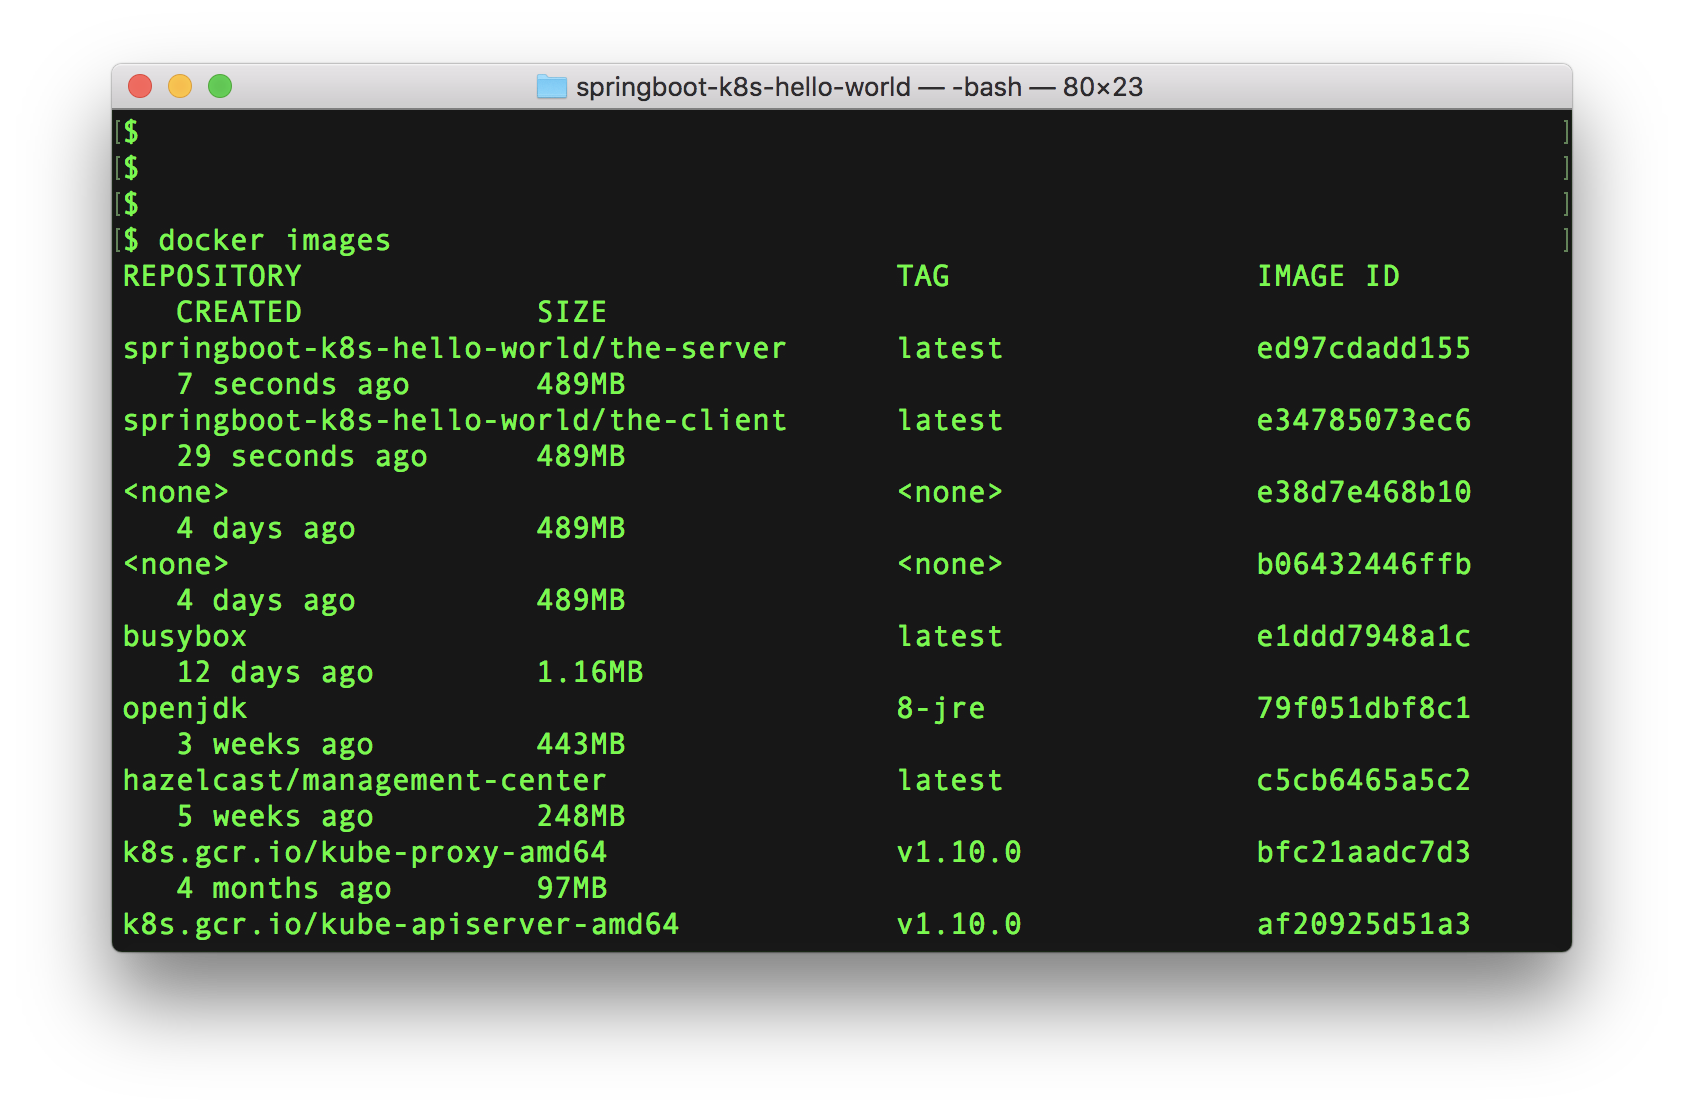 springboot-k8s-hello-world — -bash — 80×23
[$ ]
[$ ]
[$ ]
[$ docker images ]
REPOSITORY TAG IMAGE ID
CREATED SIZE
springboot-k8s-hello-world/the-server latest ed97cdadd155
7 seconds ago 489MB
springboot-k8s-hello-world/the-client latest e34785073ec6
29 seconds ago 489MB
<none> <none> e38d7e468b10
4 days ago 489MB
<none> <none> b06432446ffb
4 days ago 489MB
busybox latest e1ddd7948a1c
12 days ago 1.16MB
openjdk 8-jre 79f051dbf8c1
3 weeks ago 443MB
hazelcast/management-center latest c5cb6465a5c2
5 weeks ago 248MB
k8s.gcr.io/kube-proxy-amd64 v1.10.0 bfc21aadc7d3
4 months ago 97MB
k8s.gcr.io/kube-apiserver-amd64 v1.10.0 af20925d51a3